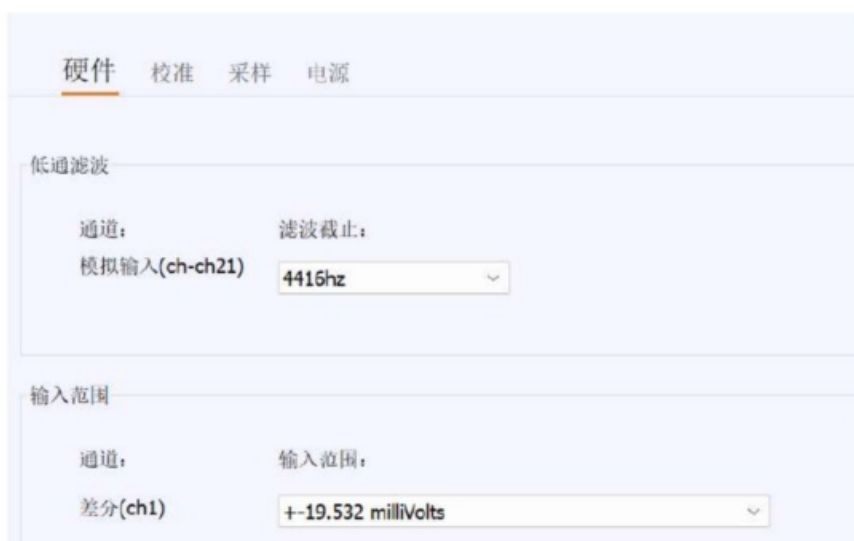 硬件 校准 采样 电源
低通滤波
通道： 滤波截止：
模拟输入(ch-ch21) 4416hz
输入范围
通道： 输入范围：
差分(ch1) +-19.532 milliVolts